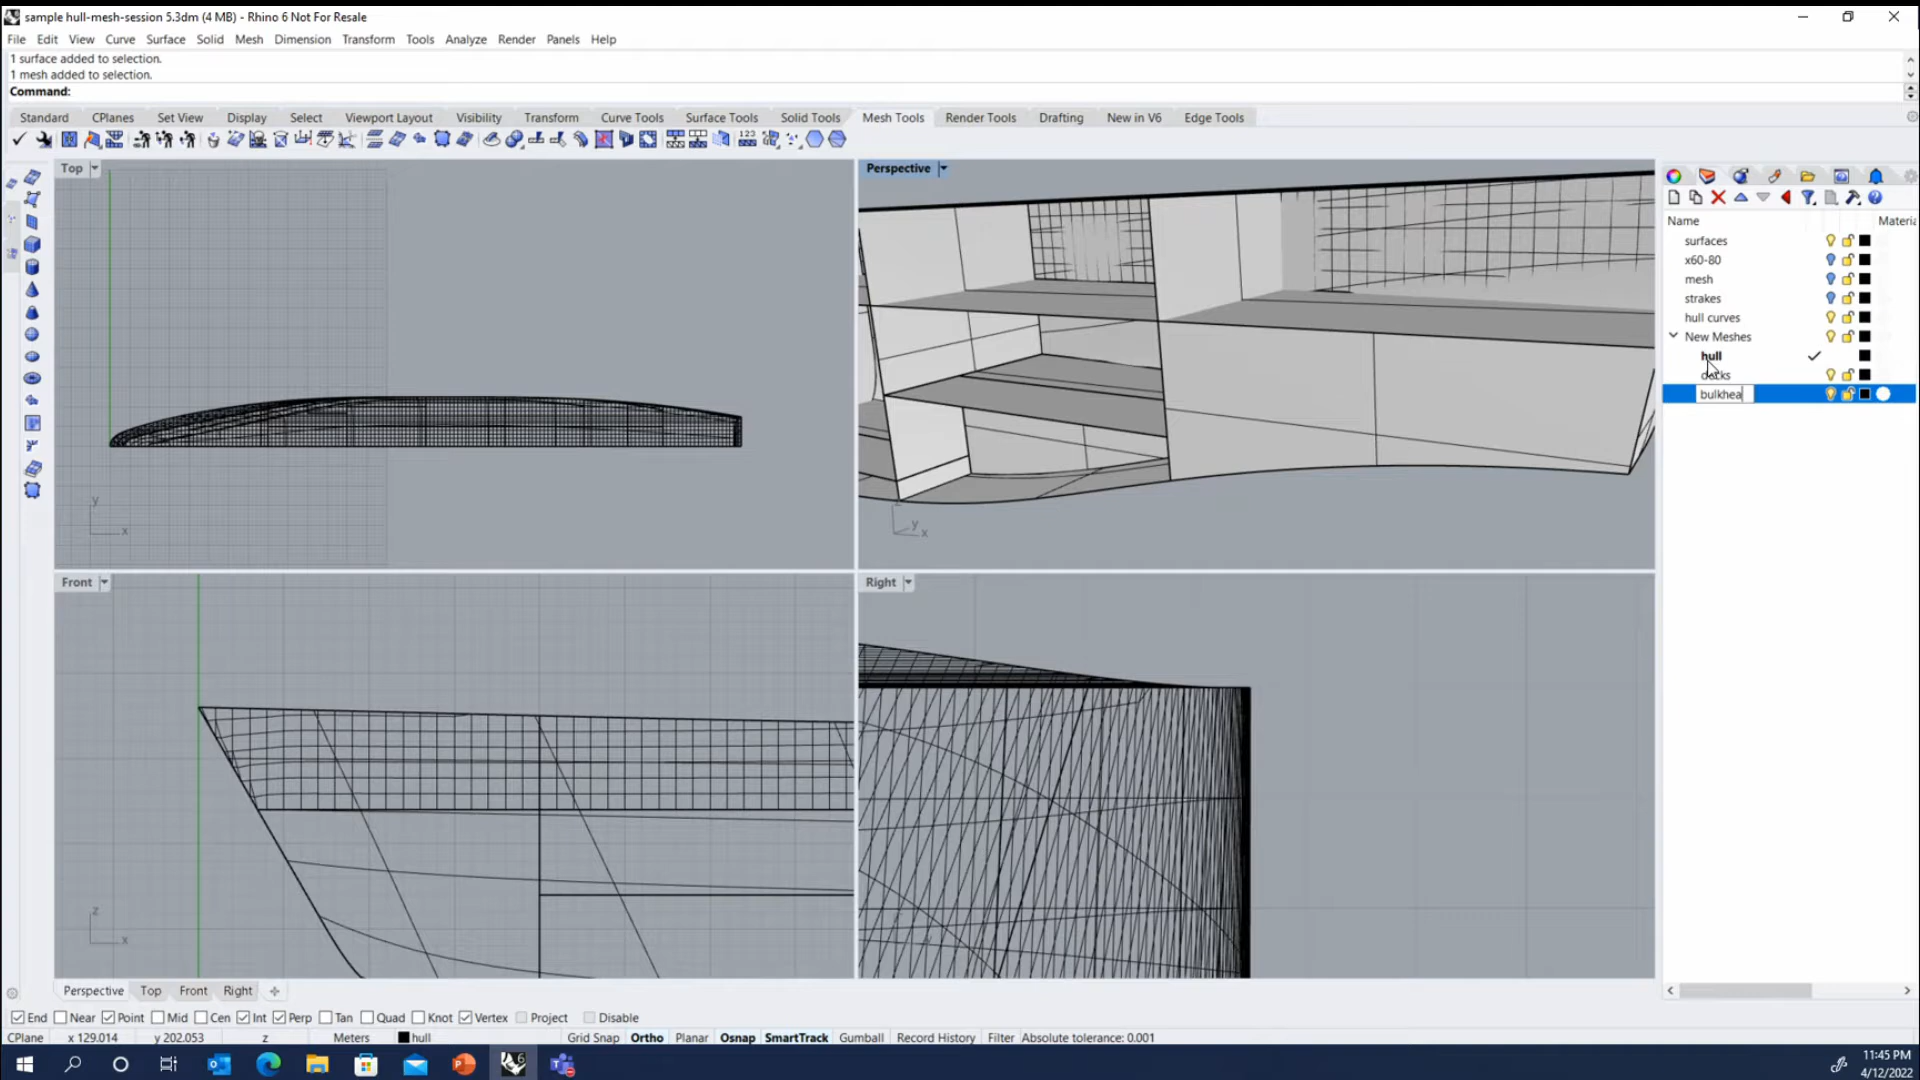 sample hull-mesh-session 5.3dm (4 MB) - Rhino 6 Not For Resale
File Edit View Curve Surface Solid Mesh Dimension Transform Tools Analyze Render Panels Help
1 surface added to selection.
1 mesh added to selection.
Command:
Standard CPlanes Set View Display Select Viewport Layout Visibility Transform Curve Tools Surface Tools Solid Tools Mesh Tools Render Tools Drafting New in V6 Edge Tools
123
Top
y
x
Perspective
z
y
x
Front
z
x
Right
Name Materia
surfaces
x60-80
mesh
strakes
hull curves
New Meshes
hull
decks
bulkhea
Perspective Top Front Right
End Near Point Mid Cen Int Perp Tan Quad Knot Vertex Project Disable
CPlane x 129.014 y 202.053 z Meters hull Grid Snap Ortho Planar Osnap SmartTrack Gumball Record History Filter Absolute tolerance: 0.001
11:45 PM
4/12/2022